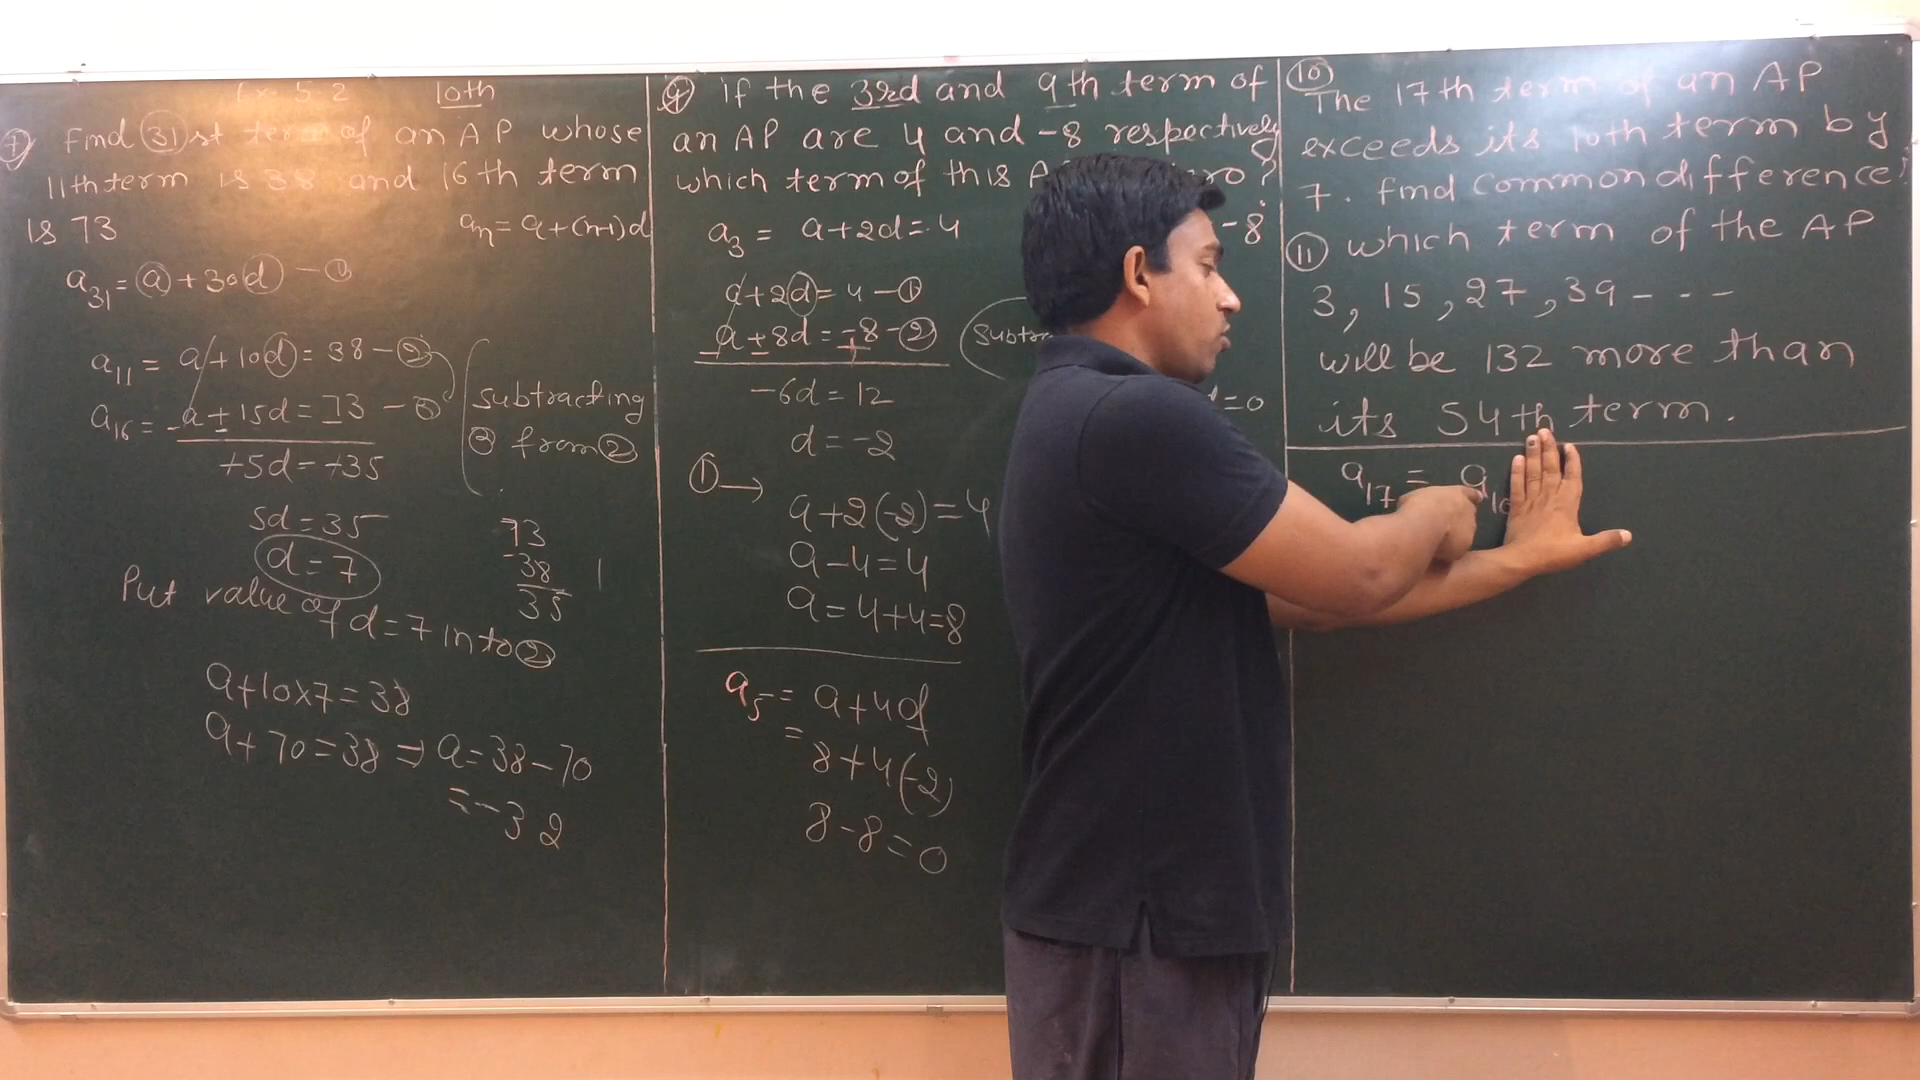 Ex 5.2 10th
7 Find 31st term of an AP whose
11th term is 38 and 16th term
is 73
aₙ = a+(n-1)d
a₃₁ = a + 30d - ①
a₁₁ = a + 10d = 38 - ②
a₁₆ = a + 15d = 73 - ③
subtracting
③ from ②
+5d = +35
5d = 35
d = 7
73
-38
35
Put value of d = 7 into ②
a+10×7 = 38
a+70 = 38 ⇒ a = 38-70
= -32
9 if the 3rd and 9th term of
an AP are 4 and -8 respectively
which term of this
a₃ = a+2d = 4
-8
a+2d = 4 - ①
a+8d = -8 - ②
-6d = 12
=0
d = -2
① →
a+2(-2) = 4
a-4 = 4
a = 4+4 = 8
a₅ = a+4d
= 8+4(-2)
8-8 = 0
10 The 17th term of an AP
exceeds its 10th term by
7. find common difference
11 which term of the AP
3, 15, 27, 39 - - -
will be 132 more than
its 54th term.
a₁₇ = a₁₀